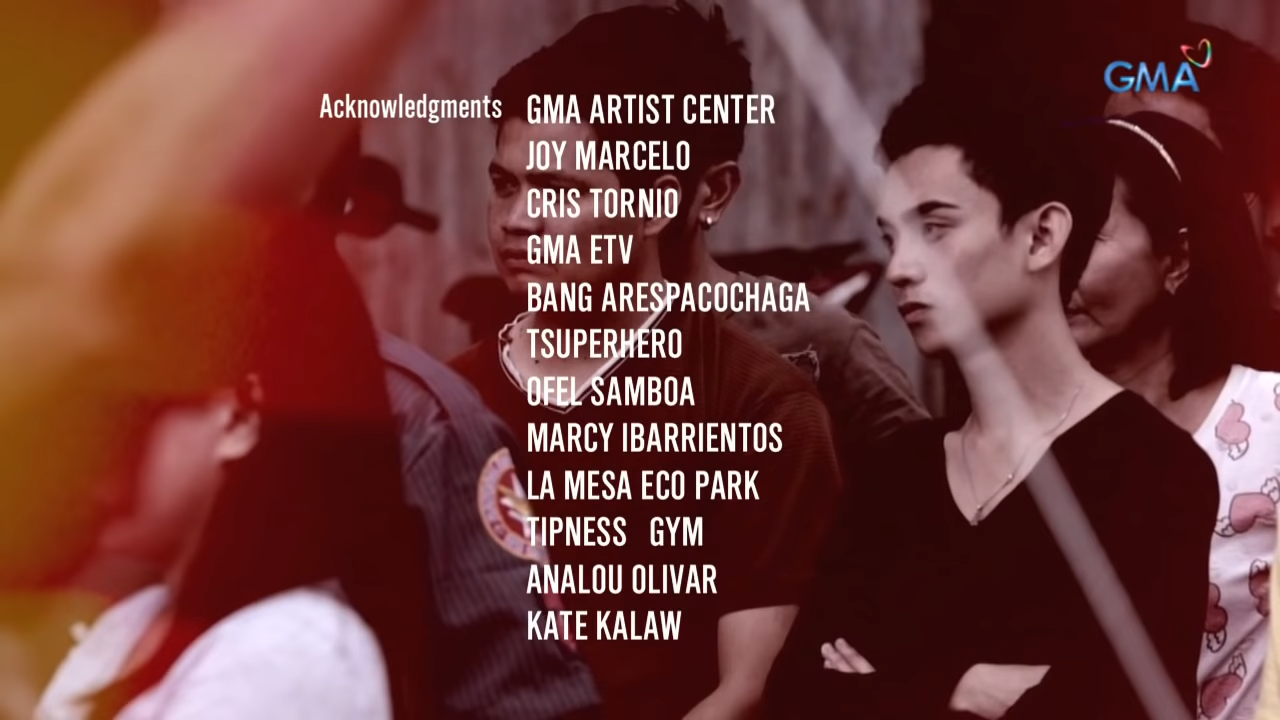 GMA
Acknowledgments GMA ARTIST CENTER
JOY MARCELO
CRIS TORNIO
GMA ETV
BANG ARESPACOCHAGA
TSUPERHERO
OFEL SAMBOA
MARCY IBARRIENTOS
LA MESA ECO PARK
TIPNESS GYM
ANALOU OLIVAR
KATE KALAW